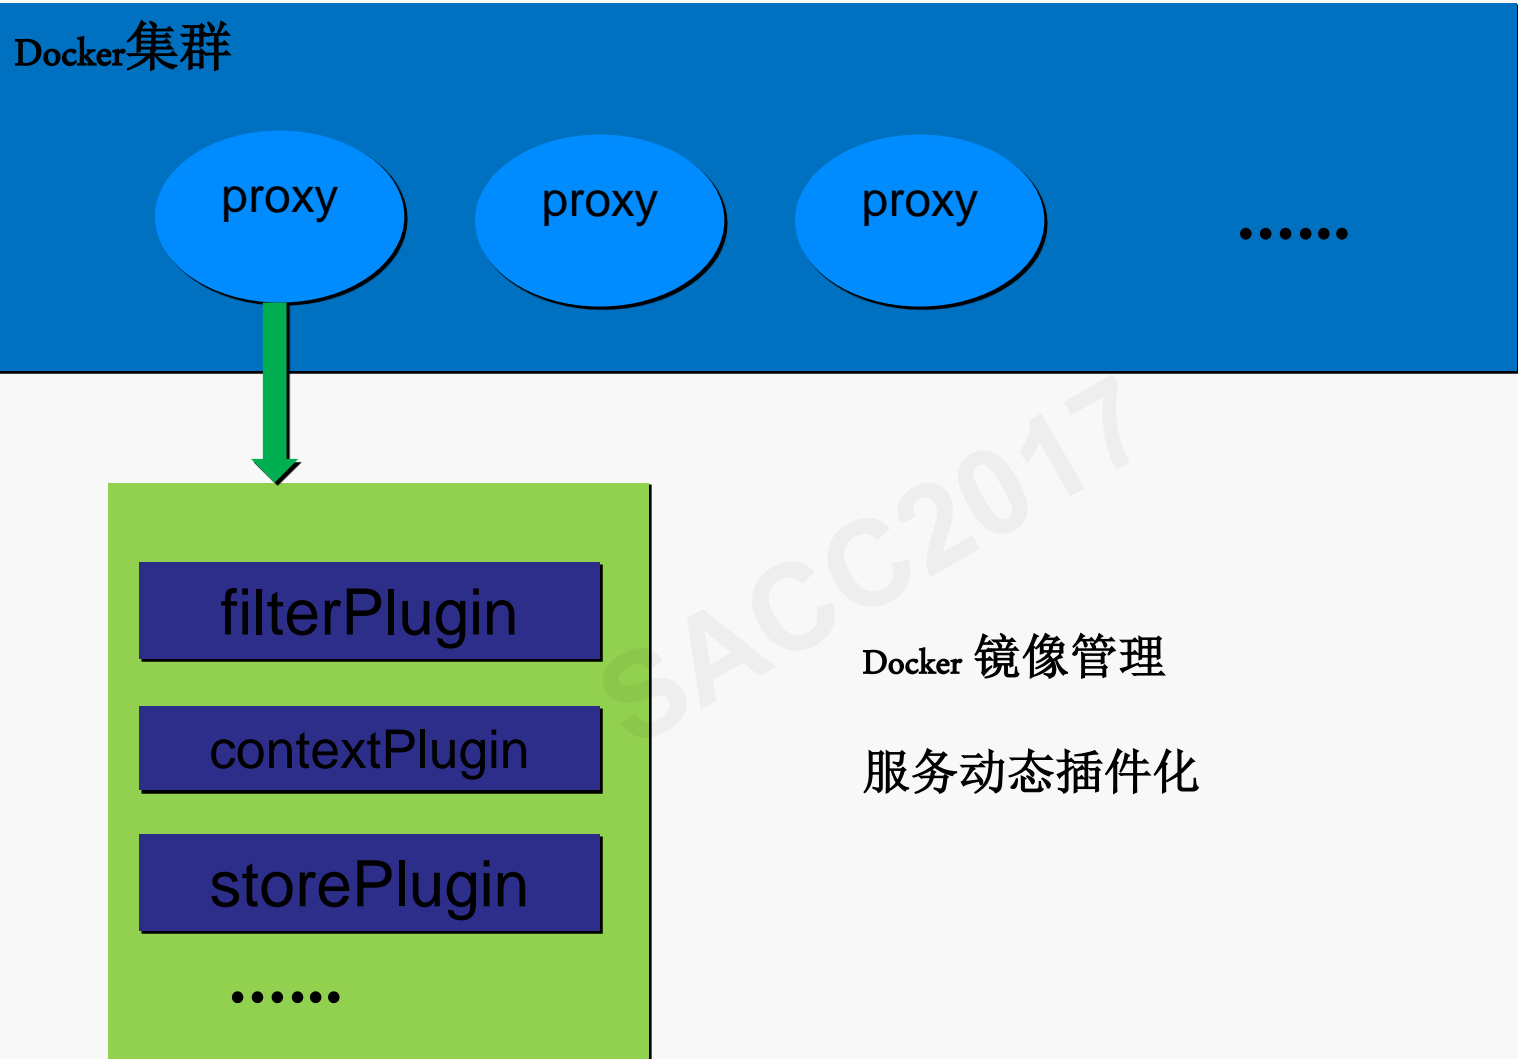 Docker集群
proxy
proxy
proxy
......
filterPlugin
contextPlugin
storePlugin
......
SACC2017
Docker 镜像管理
服务动态插件化